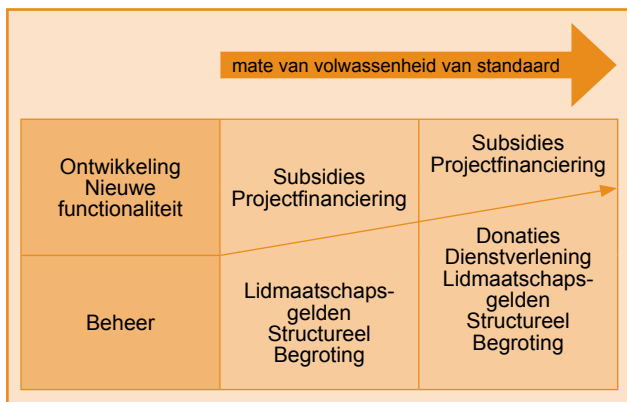 mate van volwassenheid van standaard
Ontwikkeling
Nieuwe
functionaliteit
Subsidies
Projectfinanciering
Subsidies
Projectfinanciering
Beheer
Lidmaatschaps-
gelden
Structureel
Begroting
Donaties
Dienstverlening
Lidmaatschaps-
gelden
Structureel
Begroting